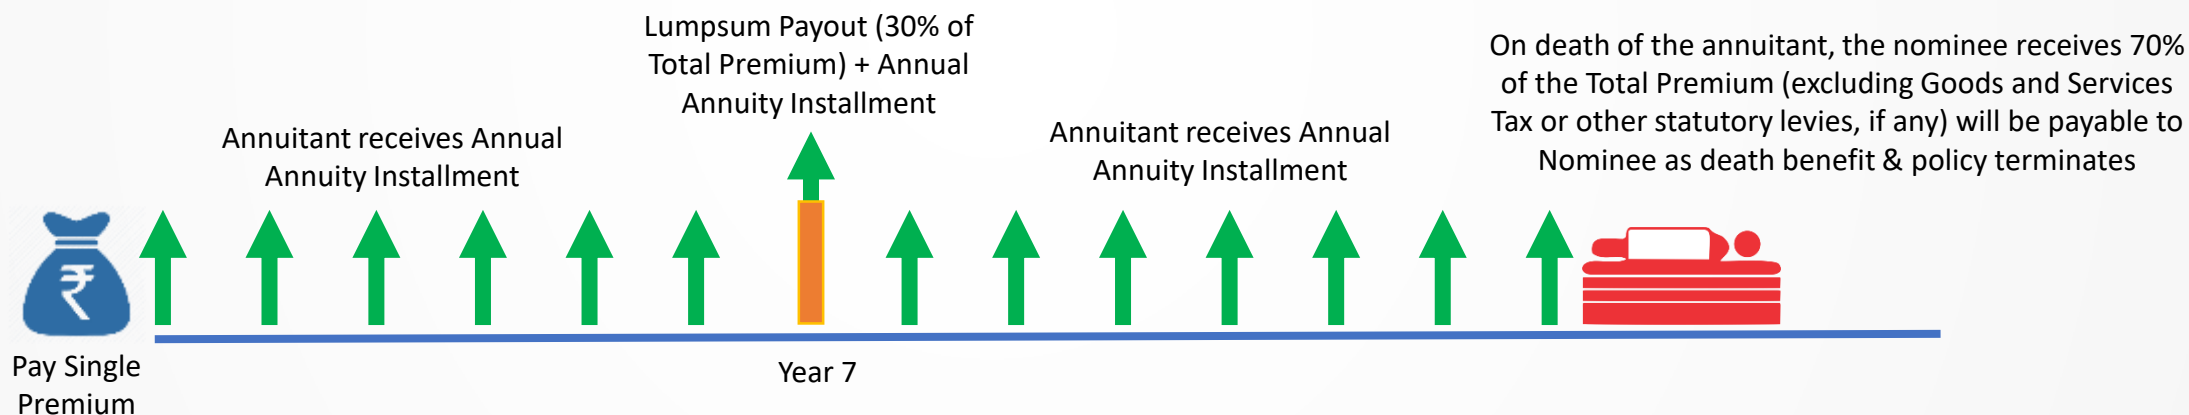 Lumpsum Payout (30% of
Total Premium) + Annual
Annuity Installment
On death of the annuitant, the nominee receives 70%
of the Total Premium (excluding Goods and Services
Tax or other statutory levies, if any) will be payable to
Nominee as death benefit & policy terminates
Annuitant receives Annual
Annuity Installment
Annuitant receives Annual
Annuity Installment
₹
Pay Single
Premium
Year 7